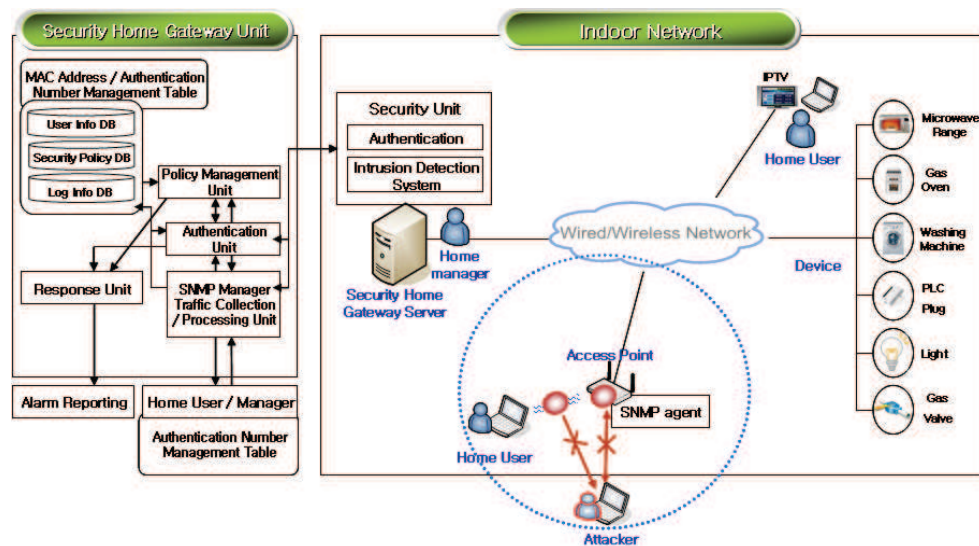 Security Home Gateway Unit
MAC Address / Authentication
Number Management Table
User Info DB
Security Policy DB
Log Info DB
Policy Management
Unit
Authentication
Unit
Response Unit
SNMP Manager
Traffic Collection
/ Processing Unit
Alarm Reporting
Home User / Manager
Authentication Number
Management Table
Indoor Network
Security Unit
Authentication
Intrusion Detection
System
Home
manager
Security Home
Gateway Server
Wired/Wireless Network
IPTV
Home User
Device
Microwave
Range
Gas
Oven
Washing
Machine
PLC
Plug
Light
Gas
Valve
Access Point
SNMP agent
Home User
Attacker